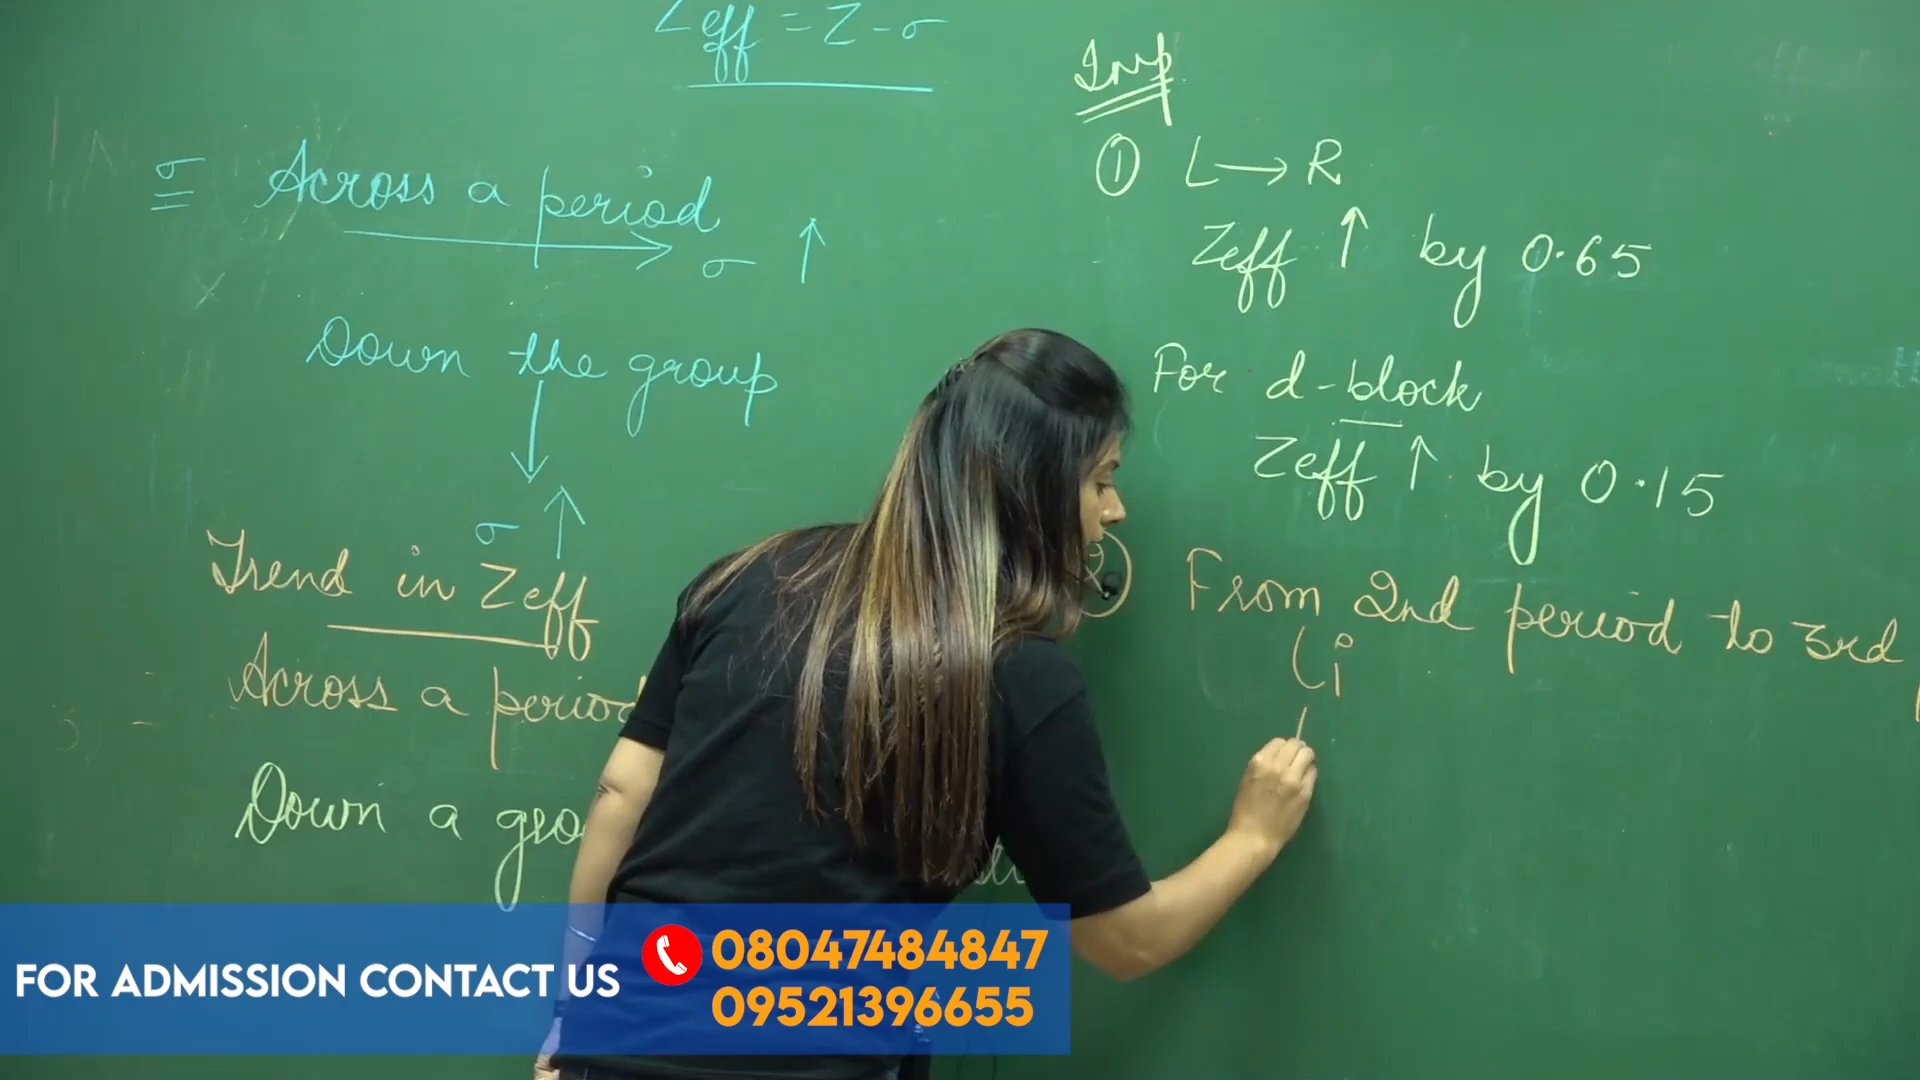 Zeff = Z - σ
σ Across a period
σ ↑
Down the group
σ ↑
Trend in Zeff
Across a period
Down a
Imp
① L → R
Zeff ↑ by 0.65
For d-block
Zeff ↑ by 0.15
② From 2nd period to 3rd
Li
FOR ADMISSION CONTACT US
08047484847
09521396655